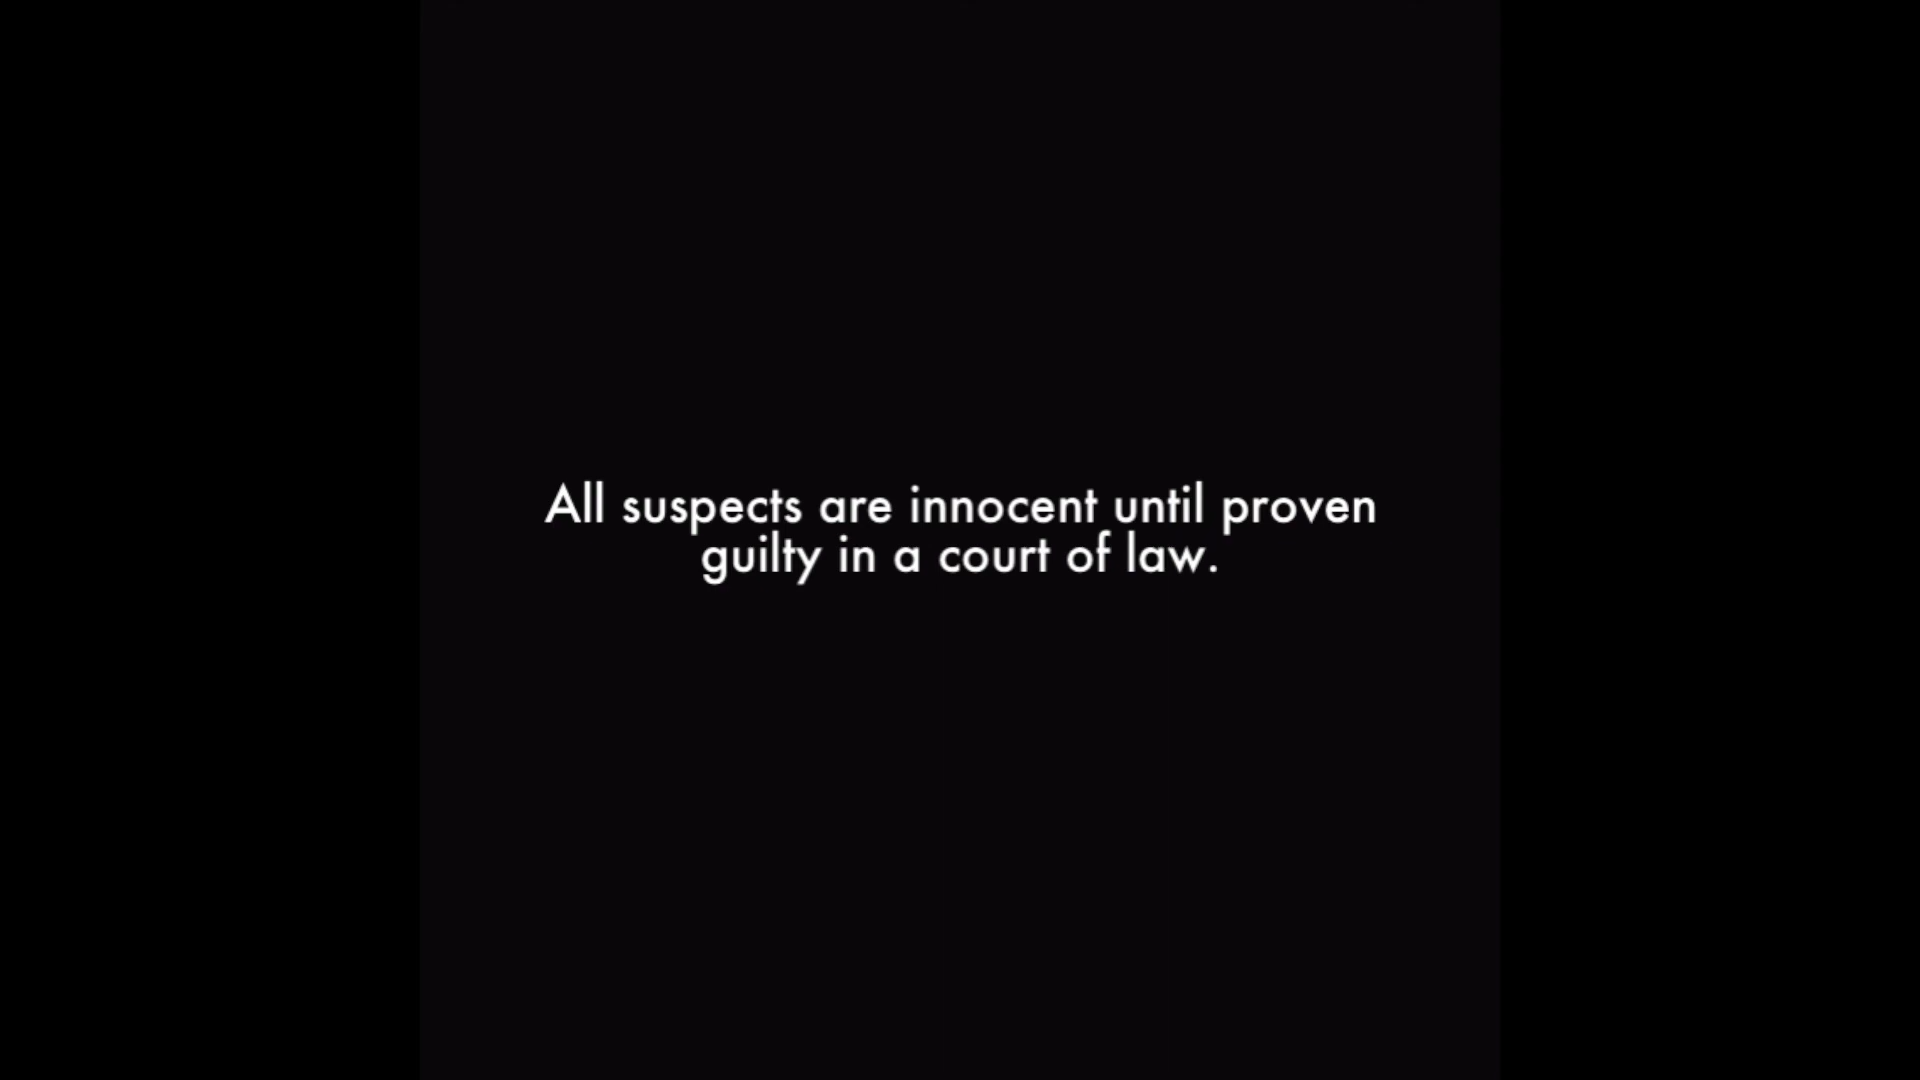 All suspects are innocent until proven
guilty in a court of law.